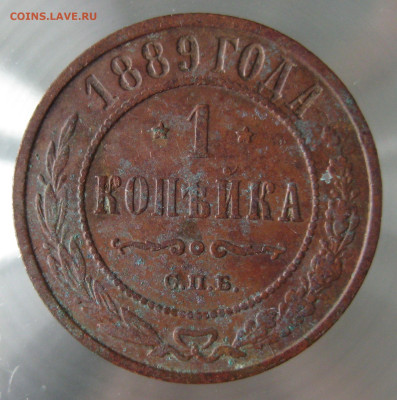 COINS.LAVE.RU
1889 ГОДА
1
КОПѢЙКА
С.П.Б.